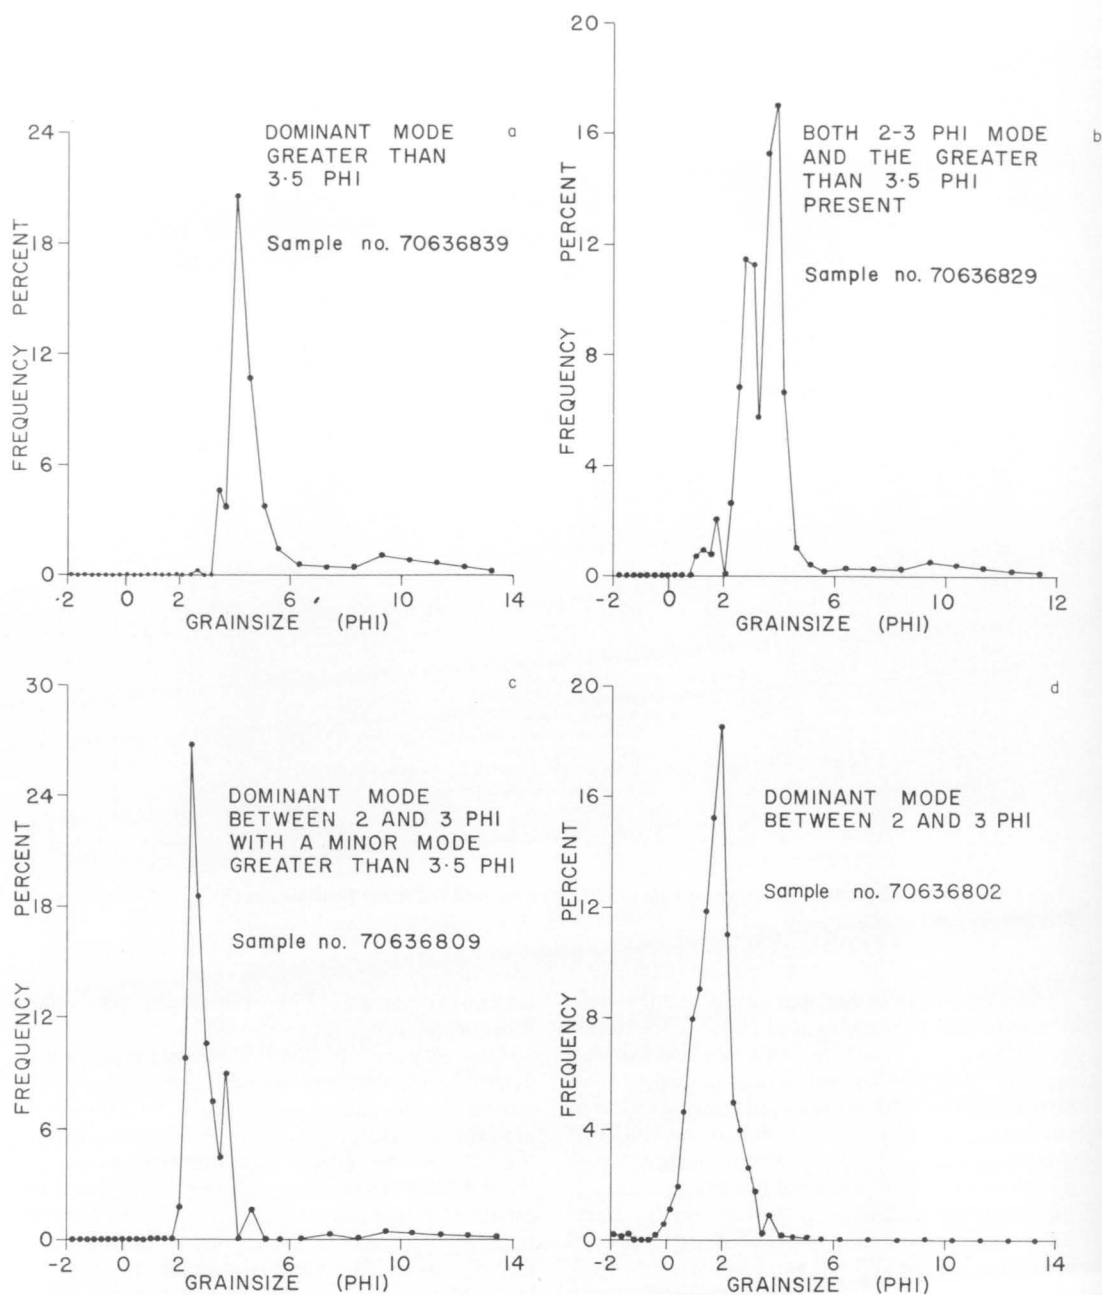 a
DOMINANT MODE
GREATER THAN
3·5 PHI
Sample no. 70636839
FREQUENCY PERCENT
24
18
12
6
0
-2 0 2 6 10 14
GRAINSIZE (PHI)
b
BOTH 2-3 PHI MODE
AND THE GREATER
THAN 3·5 PHI
PRESENT
Sample no. 70636829
FREQUENCY PERCENT
20
16
12
8
4
0
-2 0 2 6 10 12
GRAINSIZE (PHI)
c
DOMINANT MODE
BETWEEN 2 AND 3 PHI
WITH A MINOR MODE
GREATER THAN 3·5 PHI
Sample no. 70636809
FREQUENCY PERCENT
30
24
18
12
6
0
-2 0 2 6 10 14
GRAINSIZE (PHI)
d
DOMINANT MODE
BETWEEN 2 AND 3 PHI
Sample no. 70636802
FREQUENCY PERCENT
20
16
12
8
4
0
-2 0 2 6 10 14
GRAINSIZE (PHI)